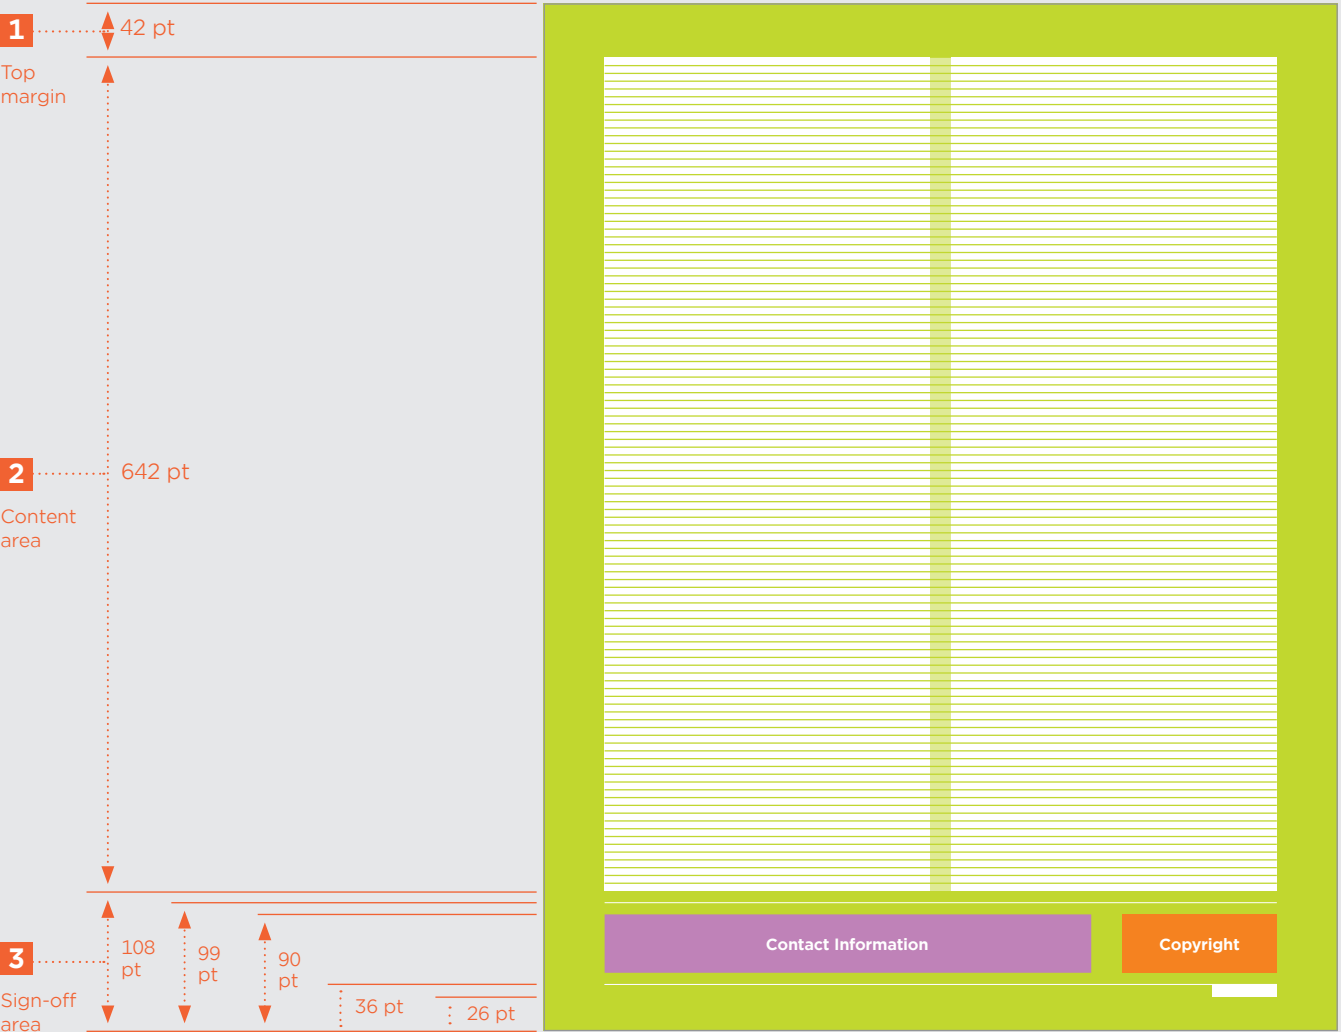 1
42 pt
Top
margin
2
642 pt
Content
area
3
108
pt
99
pt
90
pt
36 pt
26 pt
Sign-off
area
Contact Information
Copyright